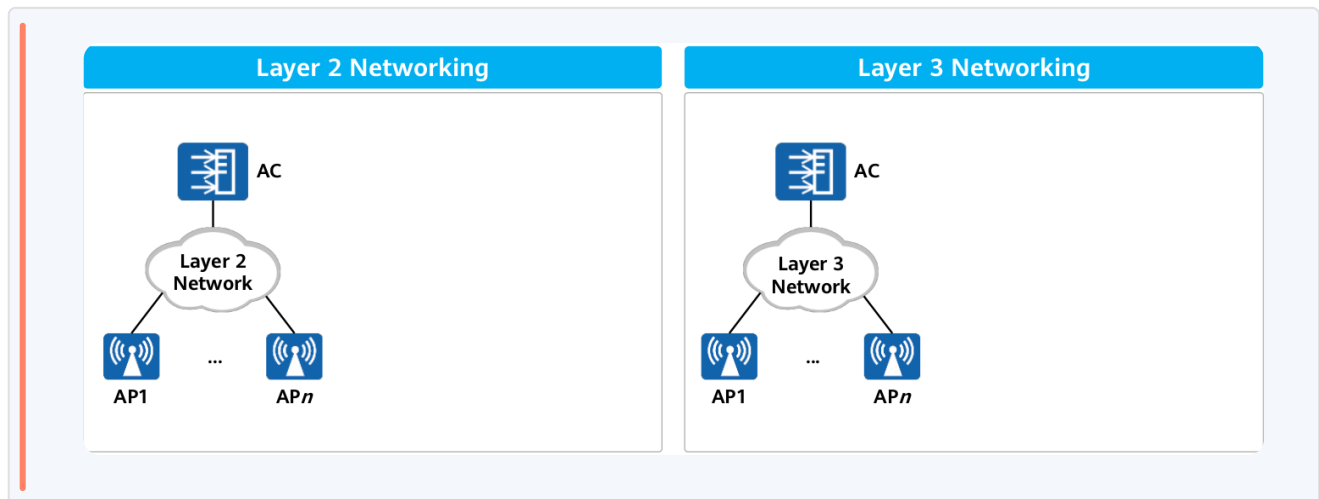 Layer 2 Networking
AC
Layer 2
Network
...
AP1
APn
Layer 3 Networking
AC
Layer 3
Network
...
AP1
APn